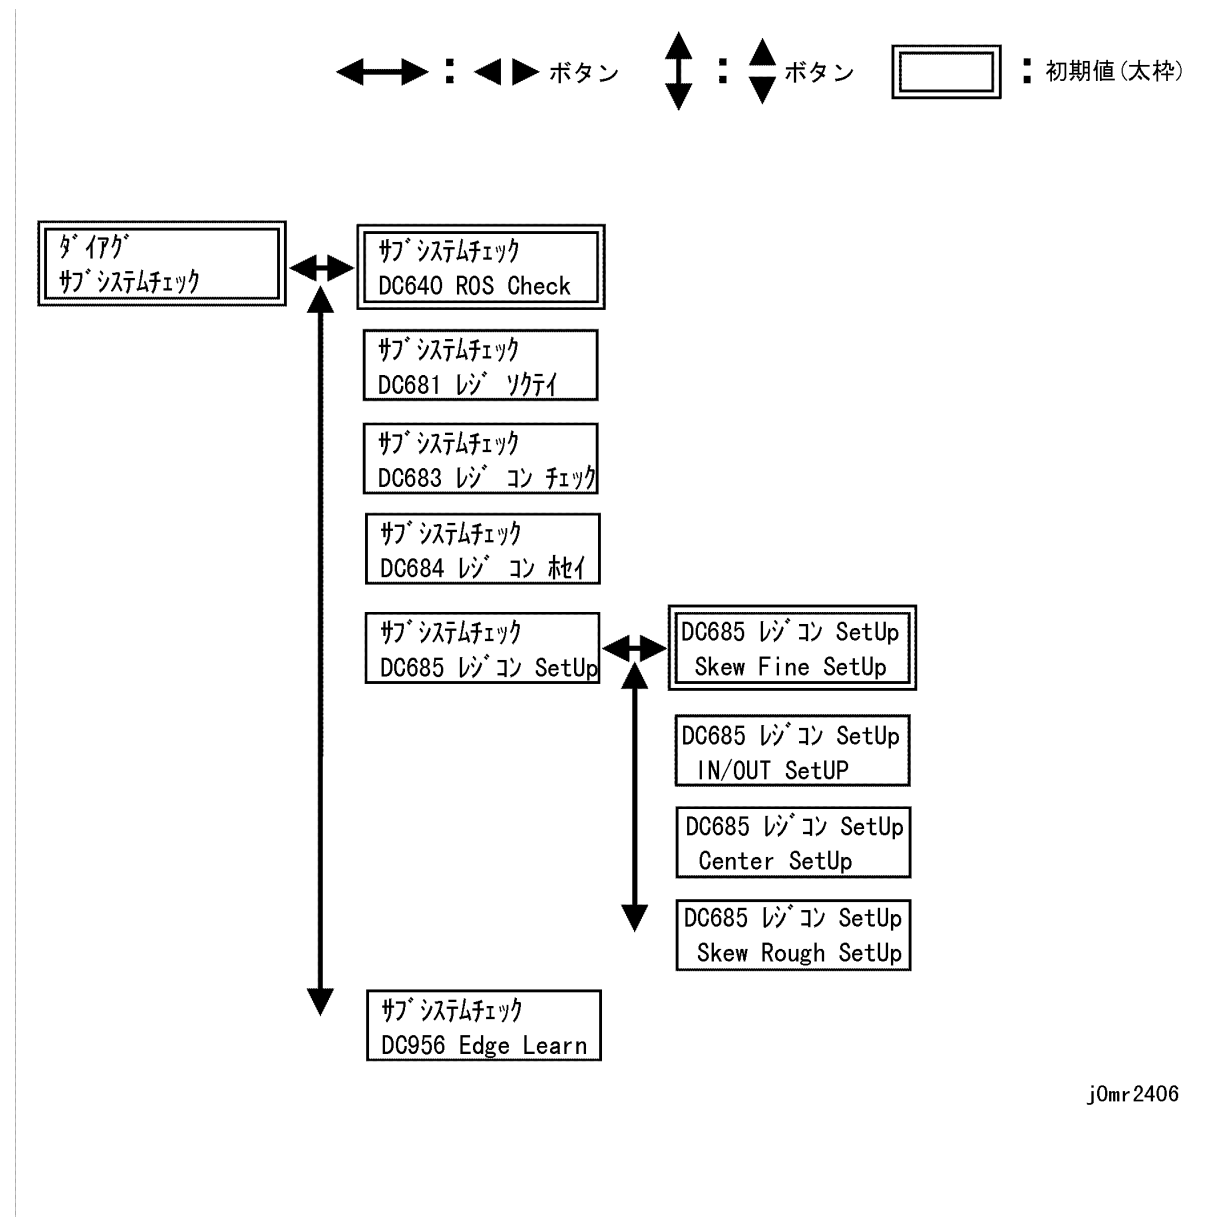 : ◀ ▶ ボタン
: ▲▼ ボタン
: 初期値(太枠)
ﾀﾞｲｱｸﾞ
ｻﾌﾞｼｽﾃﾑﾁｪｯｸ
ｻﾌﾞｼｽﾃﾑﾁｪｯｸ
DC640 ROS Check
ｻﾌﾞｼｽﾃﾑﾁｪｯｸ
DC681 ﾚｼﾞ ｿｸﾃｲ
ｻﾌﾞｼｽﾃﾑﾁｪｯｸ
DC683 ﾚｼﾞ ｺﾝ ﾁｪｯｸ
ｻﾌﾞｼｽﾃﾑﾁｪｯｸ
DC684 ﾚｼﾞ ｺﾝ ﾎｾｲ
ｻﾌﾞｼｽﾃﾑﾁｪｯｸ
DC685 ﾚｼﾞｺﾝ SetUp
DC685 ﾚｼﾞｺﾝ SetUp
Skew Fine SetUp
DC685 ﾚｼﾞｺﾝ SetUp
IN/OUT SetUP
DC685 ﾚｼﾞｺﾝ SetUp
Center SetUp
DC685 ﾚｼﾞｺﾝ SetUp
Skew Rough SetUp
ｻﾌﾞｼｽﾃﾑﾁｪｯｸ
DC956 Edge Learn
j0mr2406